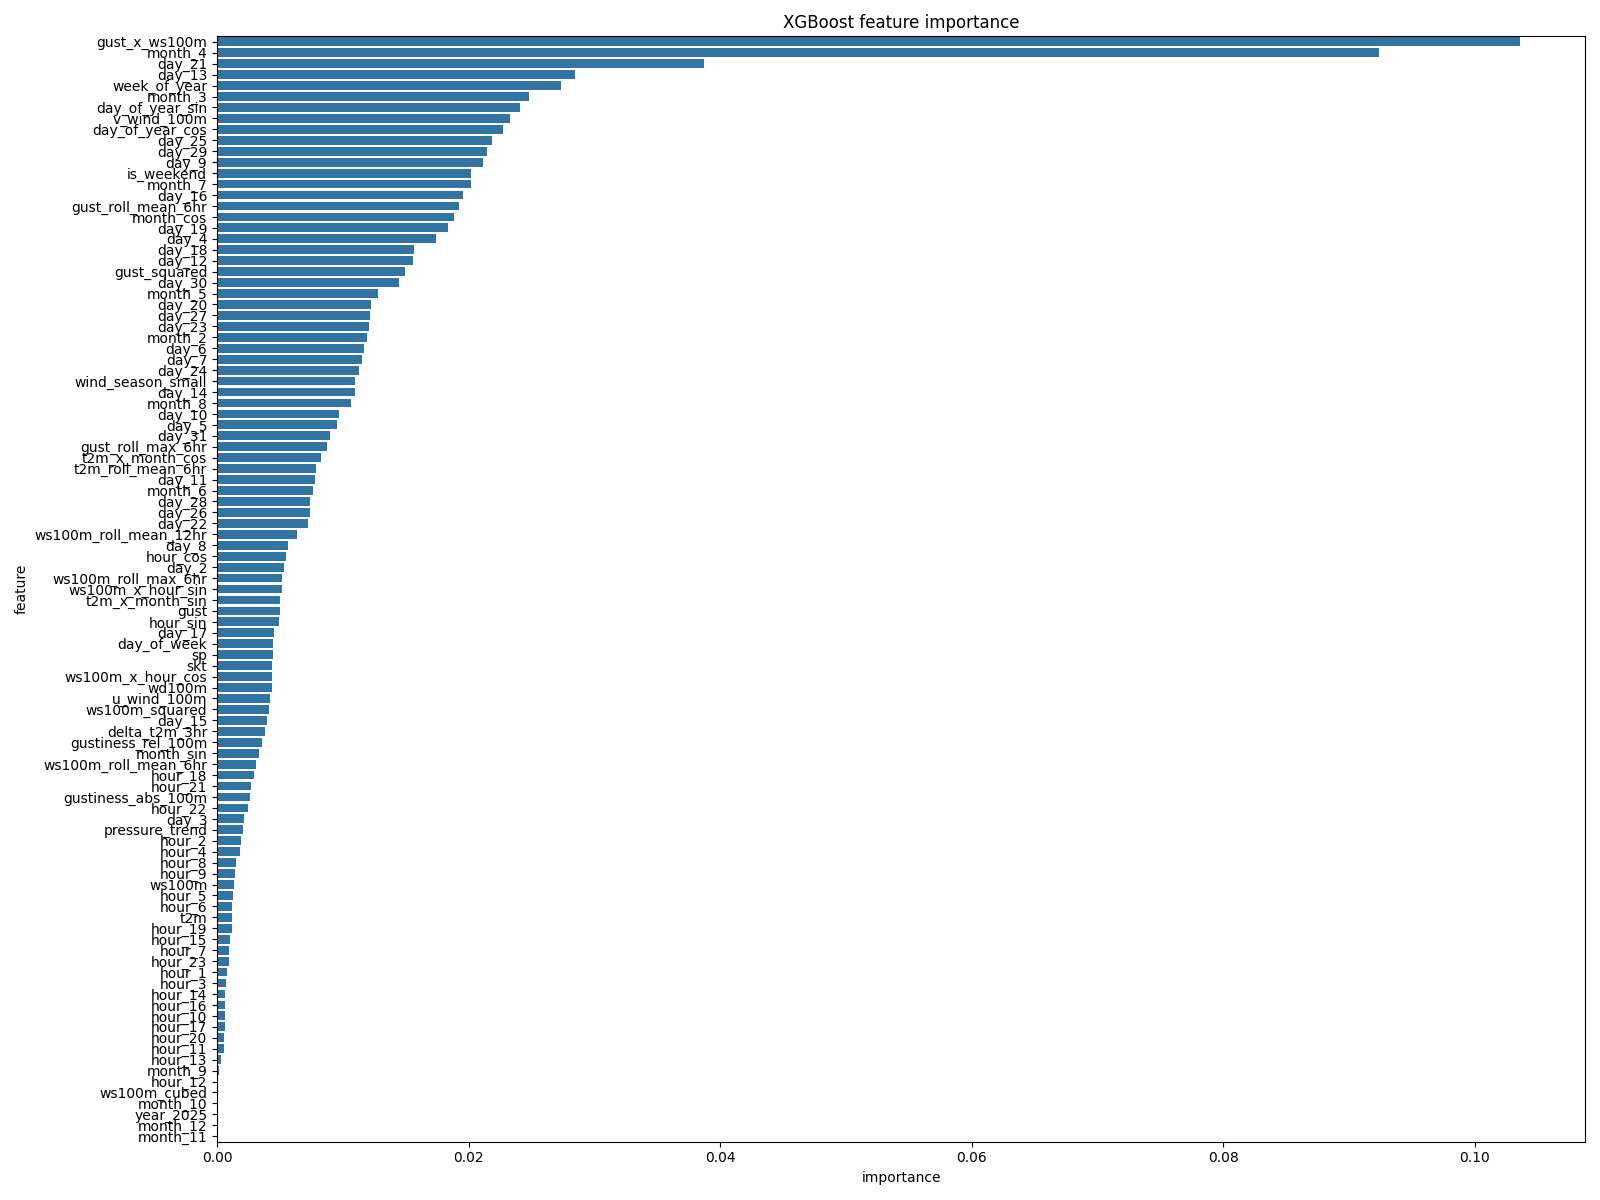 XGBoost feature importance
gust_x_ws100m
month_4
day_21
day_13
week_of_year
month_3
day_of_year_sin
v_wind_100m
day_of_year_cos
day_25
day_29
day_9
is_weekend
month_7
day_16
gust_roll_mean_6hr
month_cos
day_19
day_4
day_18
day_12
gust_squared
day_30
month_5
day_20
day_27
day_23
month_2
day_6
day_7
day_24
wind_season_small
day_14
month_8
day_10
day_5
day_31
gust_roll_max_6hr
t2m_x_month_cos
t2m_roll_mean_6hr
day_11
month_6
day_28
day_26
day_22
ws100m_roll_mean_12hr
day_8
hour_cos
day_2
ws100m_roll_max_6hr
ws100m_x_hour_sin
t2m_x_month_sin
gust
hour_sin
day_17
day_of_week
sp
skt
ws100m_x_hour_cos
wd100m
u_wind_100m
ws100m_squared
day_15
delta_t2m_3hr
gustiness_rel_100m
month_sin
ws100m_roll_mean_6hr
hour_18
hour_21
gustiness_abs_100m
hour_22
day_3
pressure_trend
hour_2
hour_4
hour_8
hour_9
ws100m
hour_5
hour_6
t2m
hour_19
hour_15
hour_7
hour_23
hour_1
hour_3
hour_14
hour_16
hour_10
hour_17
hour_20
hour_11
hour_13
month_9
hour_12
ws100m_cubed
month_10
year_2025
month_12
month_11
feature
0.00 0.02 0.04 0.06 0.08 0.10
importance